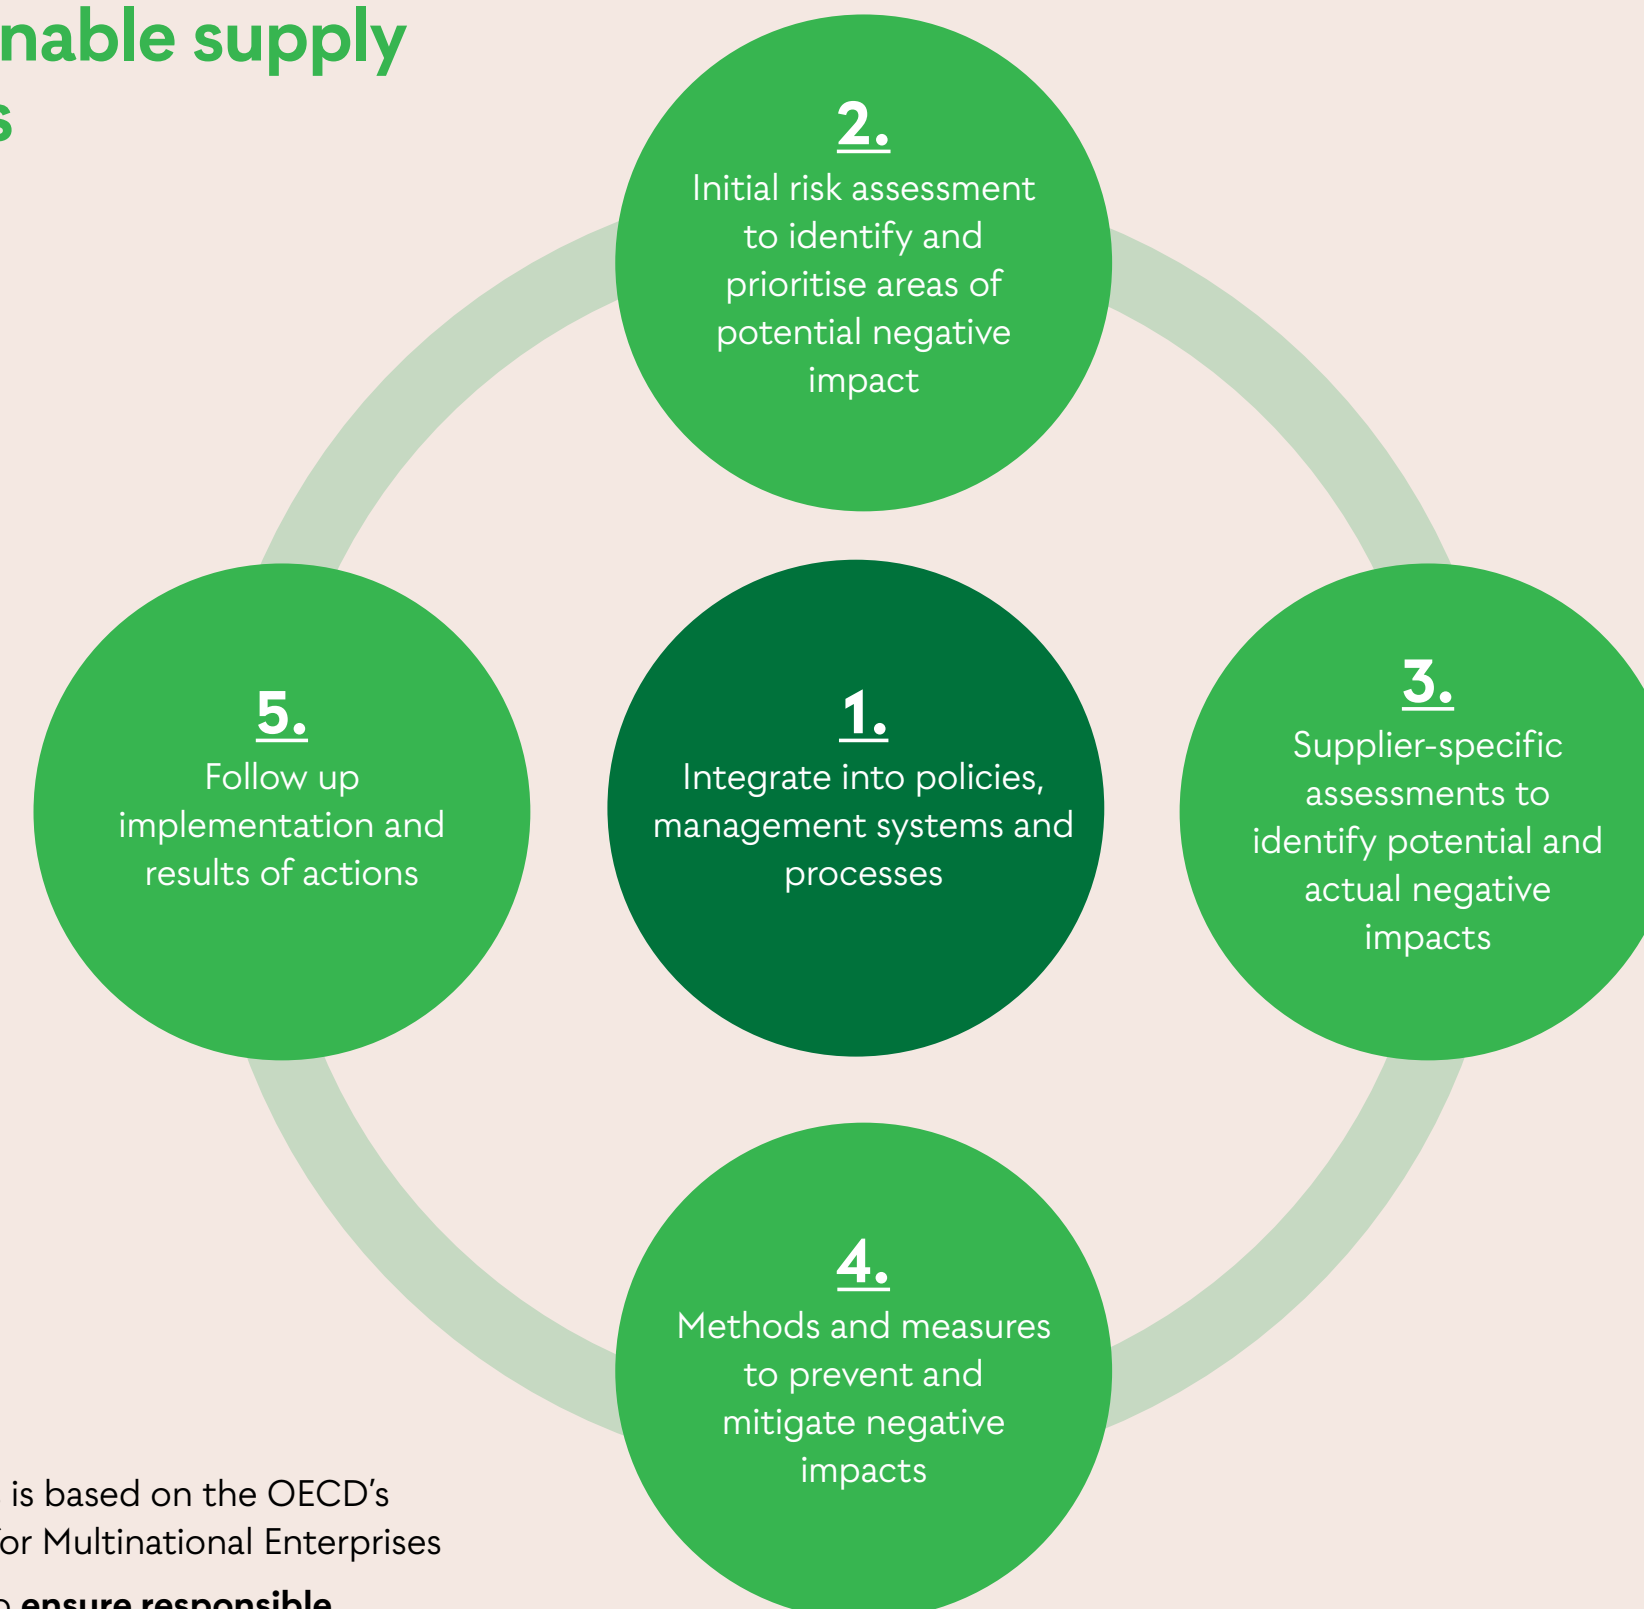 nable supply
s
2.
Initial risk assessment
to identify and
prioritise areas of
potential negative
impact
5.
Follow up
implementation and
results of actions
1.
Integrate into policies,
management systems and
processes
3.
Supplier-specific
assessments to
identify potential and
actual negative
impacts
4.
Methods and measures
to prevent and
mitigate negative
impacts
is based on the OECD’s
for Multinational Enterprises
ensure responsible